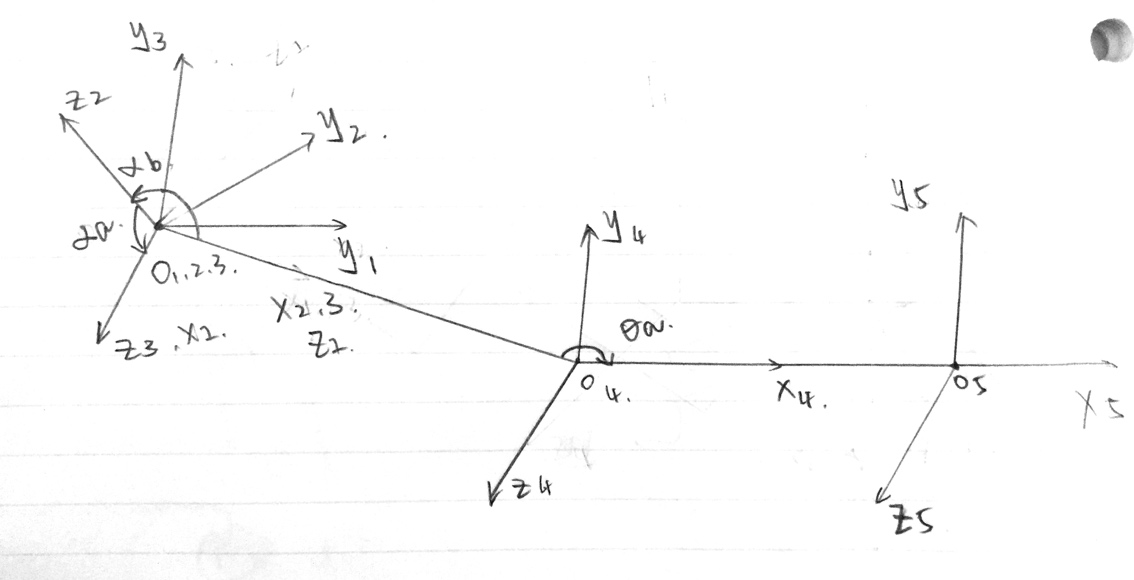 y3
z2
y2.
αb
αa.
y1
O1,2,3.
x2,3.
z3,x2.
z1
y4
θa.
O4.
x4.
z4
y5
O5
x5
z5